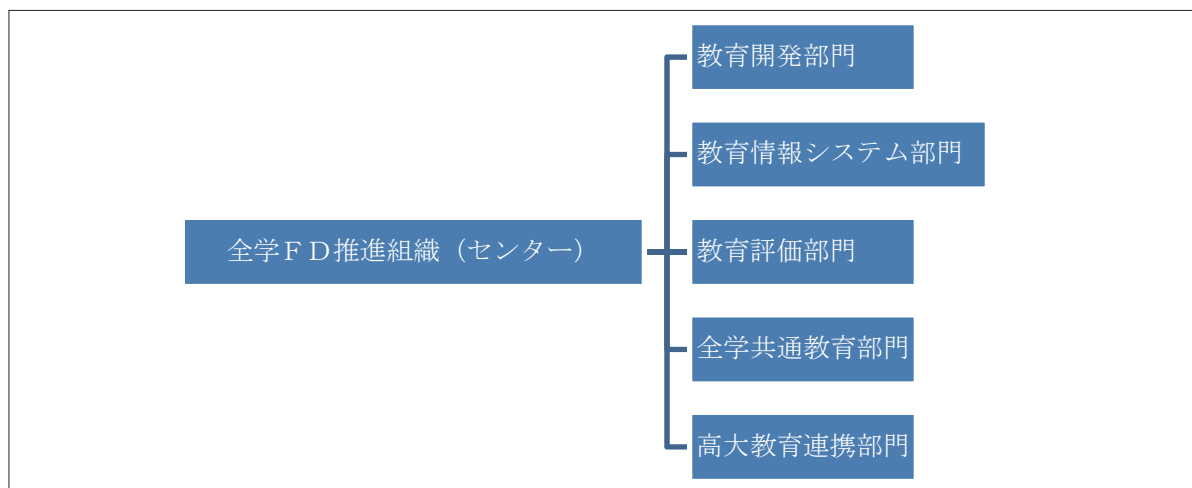 教育開発部門
教育情報システム部門
全学ＦＤ推進組織（センター）
教育評価部門
全学共通教育部門
高大教育連携部門